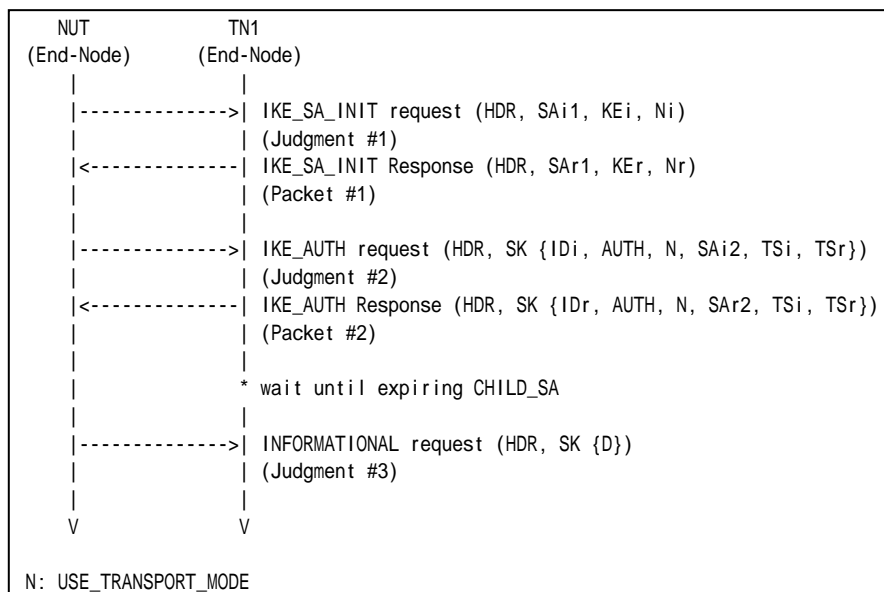 NUT TN1
(End-Node) (End-Node)
| |
|-------------->| IKE_SA_INIT request (HDR, SAi1, KEi, Ni)
| | (Judgment #1)
|<--------------| IKE_SA_INIT Response (HDR, SAr1, KEr, Nr)
| | (Packet #1)
| |
|-------------->| IKE_AUTH request (HDR, SK {IDi, AUTH, N, SAi2, TSi, TSr})
| | (Judgment #2)
|<--------------| IKE_AUTH Response (HDR, SK {IDr, AUTH, N, SAr2, TSi, TSr})
| | (Packet #2)
| |
| * wait until expiring CHILD_SA
| |
|-------------->| INFORMATIONAL request (HDR, SK {D})
| | (Judgment #3)
| |
V V
N: USE_TRANSPORT_MODE